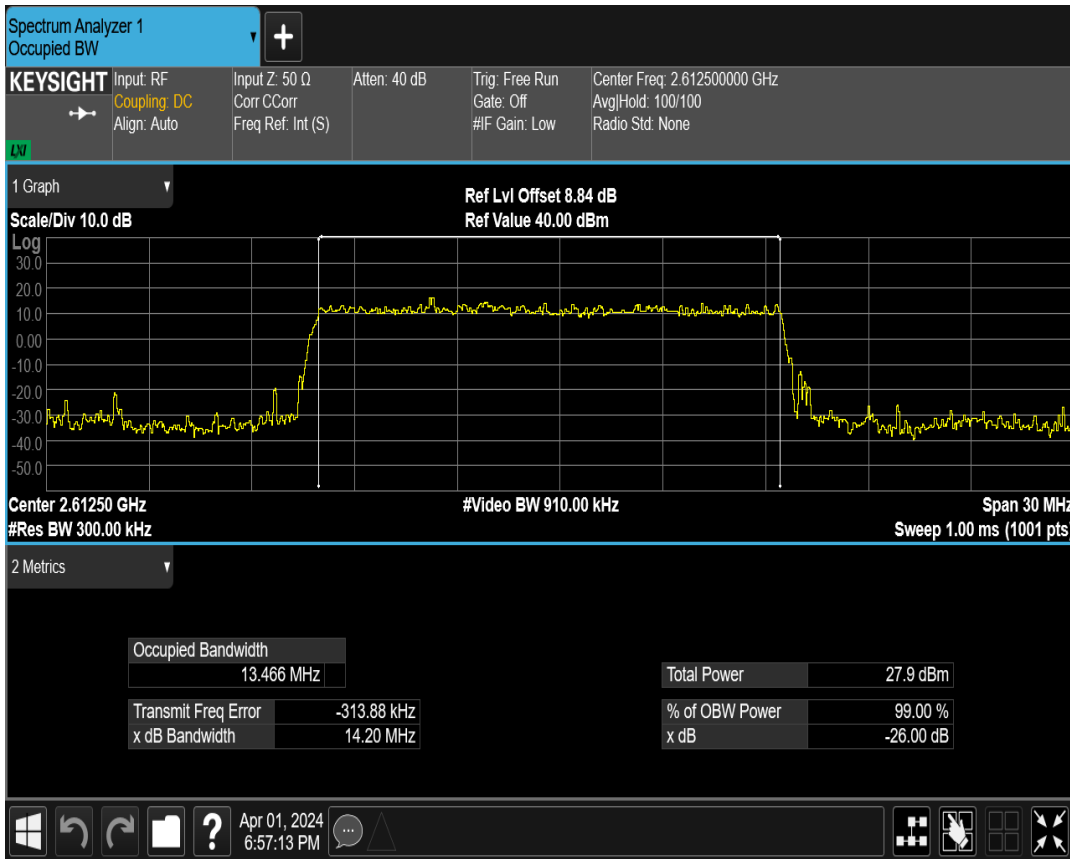 Spectrum Analyzer 1
Occupied BW
KEYSIGHT
LXI
Input: RF
Coupling: DC
Align: Auto
Input Z: 50 Ω
Corr CCorr
Freq Ref: Int (S)
Atten: 40 dB
Trig: Free Run
Gate: Off
#IF Gain: Low
Center Freq: 2.612500000 GHz
Avg|Hold: 100/100
Radio Std: None
1 Graph
Scale/Div 10.0 dB
Ref Lvl Offset 8.84 dB
Ref Value 40.00 dBm
Log
30.0
20.0
10.0
0.00
-10.0
-20.0
-30.0
-40.0
-50.0
Center 2.61250 GHz
#Video BW 910.00 kHz
Span 30 MHz
#Res BW 300.00 kHz
Sweep 1.00 ms (1001 pts)
2 Metrics
Occupied Bandwidth
13.466 MHz
Transmit Freq Error -313.88 kHz
x dB Bandwidth 14.20 MHz
Total Power 27.9 dBm
% of OBW Power 99.00 %
x dB -26.00 dB
Apr 01, 2024
6:57:13 PM